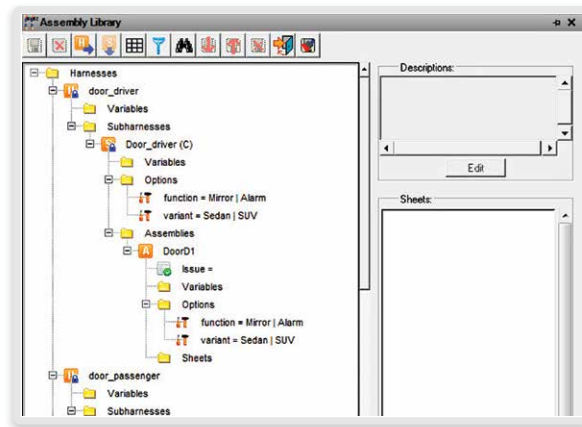 Assembly Library
Harnesses
door_driver
Variables
Subharnesses
Door_driver (C)
Variables
Options
function = Mirror | Alarm
variant = Sedan | SUV
Assemblies
DoorD1
Issue =
Variables
Options
function = Mirror | Alarm
variant = Sedan | SUV
Sheets
door_passenger
Variables
Subharnesses
Descriptions:
Edit
Sheets: